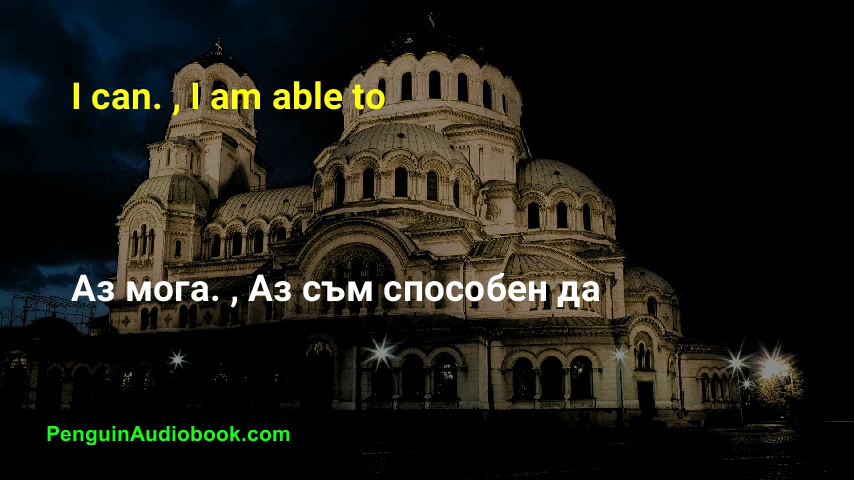 I can. , I am able to
Аз мога. , Аз съм способен да
PenguinAudiobook.com